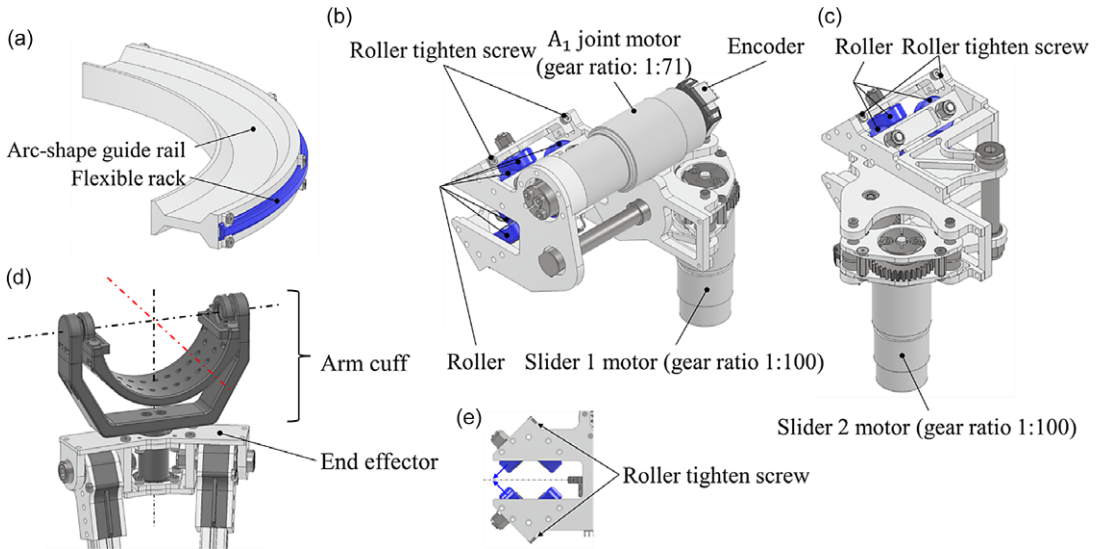 (a)
Arc-shape guide rail
Flexible rack
(b)
Roller tighten screw
A₁ joint motor
(gear ratio: 1:71)
Encoder
Roller
Slider 1 motor (gear ratio 1:100)
(c)
Roller Roller tighten screw
Slider 2 motor (gear ratio 1:100)
(d)
Arm cuff
End effector
(e)
Roller tighten screw